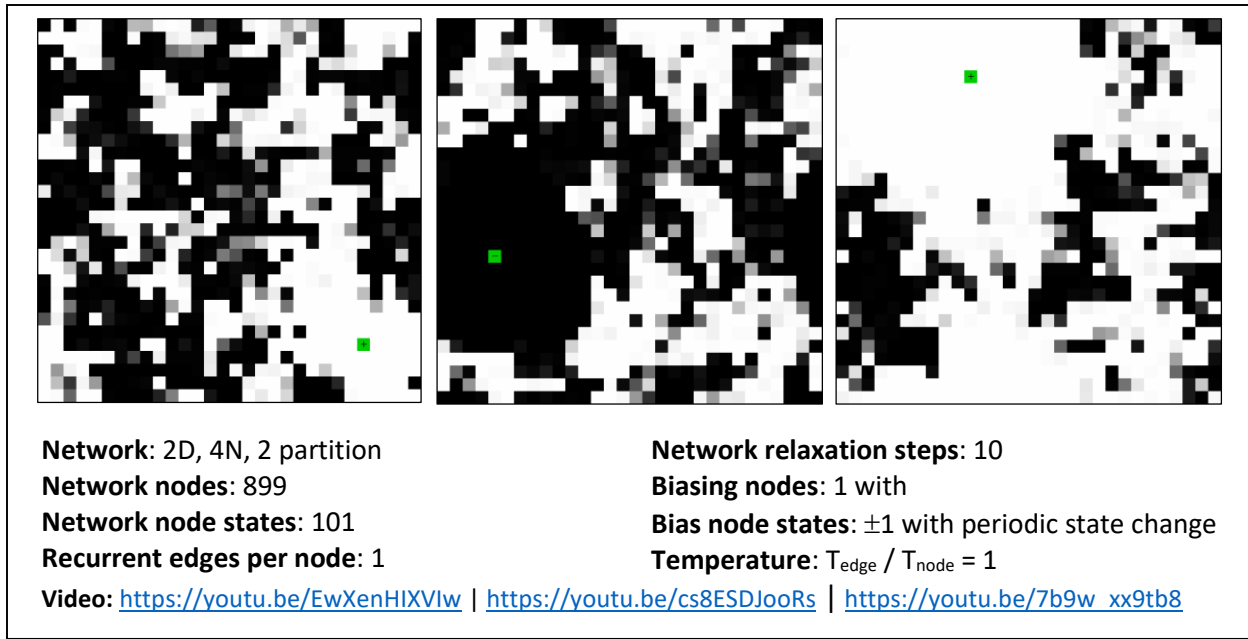 +
−
+
Network: 2D, 4N, 2 partition
Network nodes: 899
Network node states: 101
Recurrent edges per node: 1
Network relaxation steps: 10
Biasing nodes: 1 with
Bias node states: ±1 with periodic state change
Temperature: Tedge / Tnode = 1
Video: https://youtu.be/EwXenHIXVIw | https://youtu.be/cs8ESDJooRs | https://youtu.be/7b9w_xx9tb8